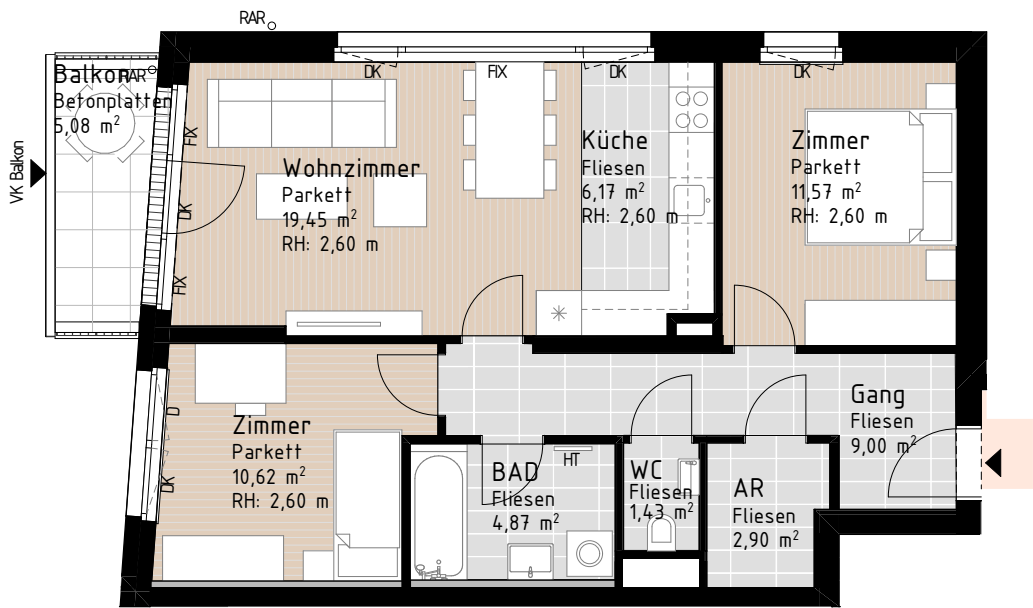 RAR
Balkon
RAR
Betonplatten
5,08 m²
VK Balkon
DK
FIX
DK
DK
FIX
DK
FIX
Wohnzimmer
Parkett
19,45 m²
RH: 2,60 m
Küche
Fliesen
6,17 m²
RH: 2,60 m
Zimmer
Parkett
11,57 m²
RH: 2,60 m
Zimmer
Parkett
10,62 m²
RH: 2,60 m
D
DK
BAD
Fliesen
4,87 m²
HT
WC
Fliesen
1,43 m²
AR
Fliesen
2,90 m²
Gang
Fliesen
9,00 m²